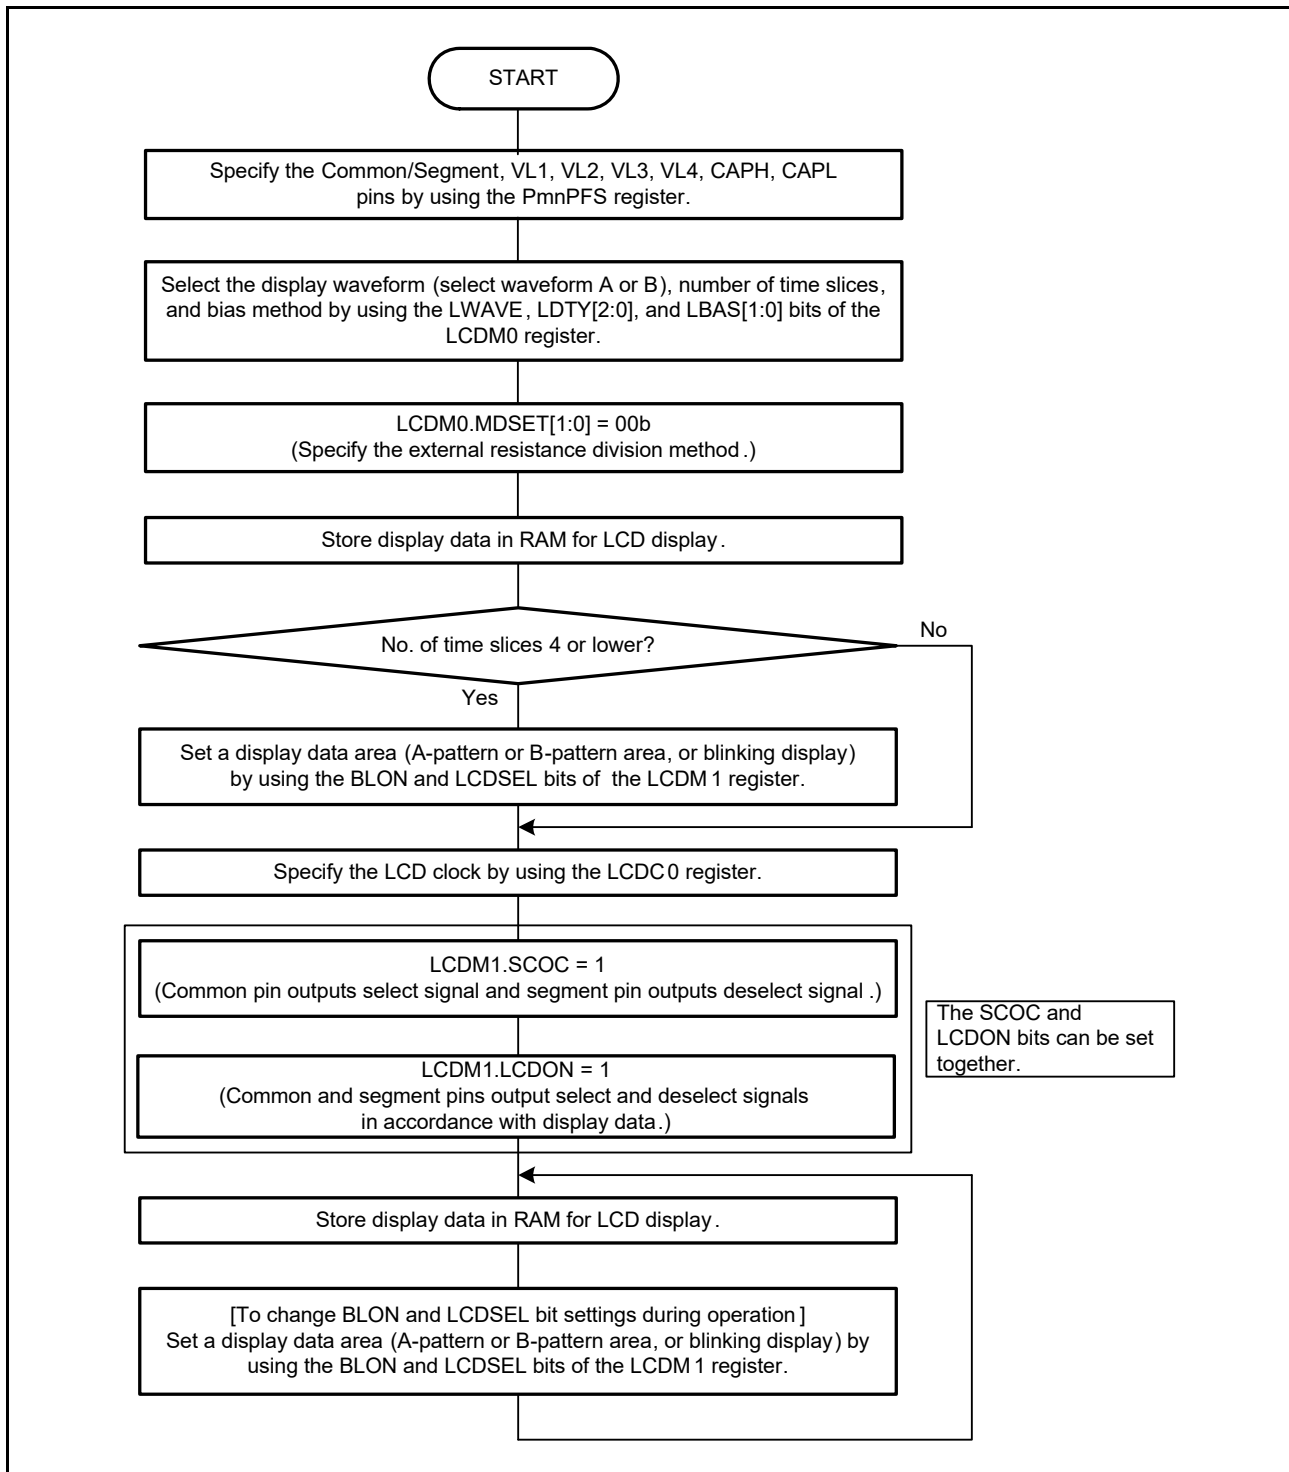 START
Specify the Common/Segment, VL1, VL2, VL3, VL4, CAPH, CAPL
pins by using the PmnPFS register.
Select the display waveform (select waveform A or B), number of time slices,
and bias method by using the LWAVE, LDTY[2:0], and LBAS[1:0] bits of the
LCDM0 register.
LCDM0.MDSET[1:0] = 00b
(Specify the external resistance division method.)
Store display data in RAM for LCD display.
No. of time slices 4 or lower?
No
Yes
Set a display data area (A-pattern or B-pattern area, or blinking display)
by using the BLON and LCDSEL bits of the LCDM1 register.
Specify the LCD clock by using the LCDC0 register.
LCDM1.SCOC = 1
(Common pin outputs select signal and segment pin outputs deselect signal.)
The SCOC and
LCDON bits can be set
together.
LCDM1.LCDON = 1
(Common and segment pins output select and deselect signals
in accordance with display data.)
Store display data in RAM for LCD display.
[To change BLON and LCDSEL bit settings during operation]
Set a display data area (A-pattern or B-pattern area, or blinking display) by
using the BLON and LCDSEL bits of the LCDM1 register.